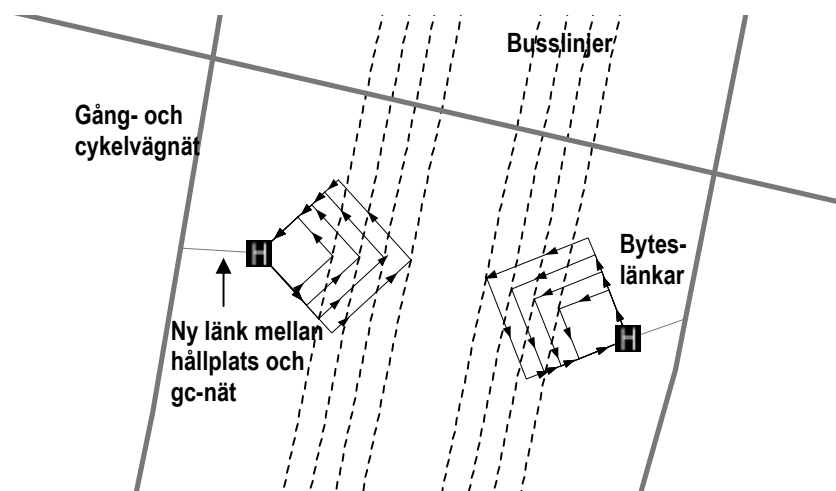 Busslinjer
Gång- och
cykelvägnät
H
Bytes-
länkar
H
Ny länk mellan
hållplats och
gc-nät